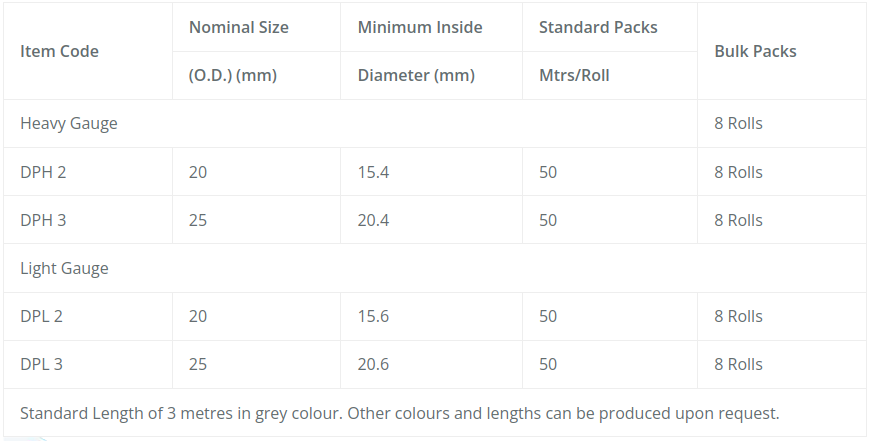 Item Code Nominal Size Minimum Inside Standard Packs Bulk Packs
(O.D.) (mm) Diameter (mm) Mtrs/Roll
Heavy Gauge 8 Rolls
DPH 2 20 15.4 50 8 Rolls
DPH 3 25 20.4 50 8 Rolls
Light Gauge
DPL 2 20 15.6 50 8 Rolls
DPL 3 25 20.6 50 8 Rolls
Standard Length of 3 metres in grey colour. Other colours and lengths can be produced upon request.